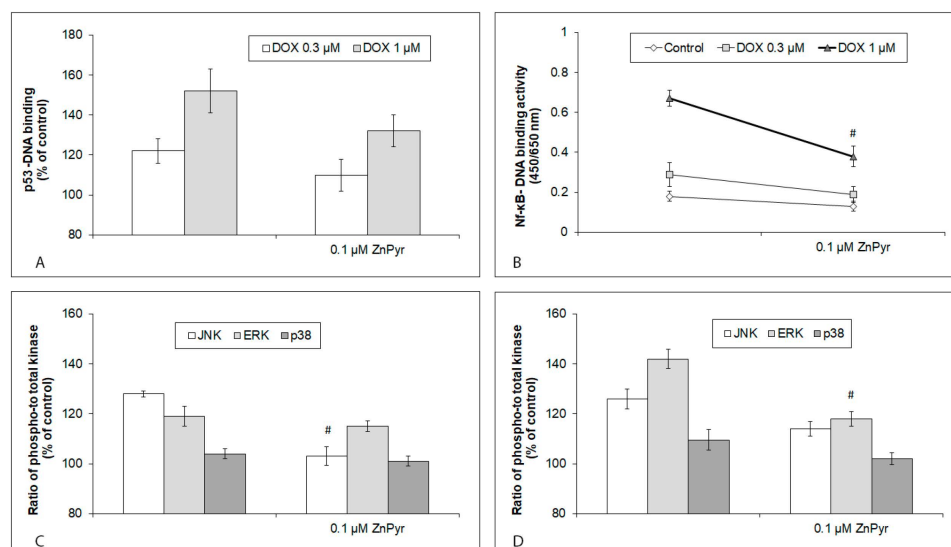 180
160
140
120
100
80
p53 -DNA binding
(% of control)
DOX 0.3 µM DOX 1 µM
0.1 µM ZnPyr
A
1
0.8
0.6
0.4
0.2
0
Nf-κB- DNA binding activity
(450/650 nm)
Control DOX 0.3 µM DOX 1 µM
#
0.1 µM ZnPyr
B
160
140
120
100
80
Ratio of phospho-to total kinase
(% of control)
JNK ERK p38
#
0.1 µM ZnPyr
C
160
140
120
100
80
Ratio of phospho-to total kinase
(% of control)
JNK ERK p38
#
0.1 µM ZnPyr
D